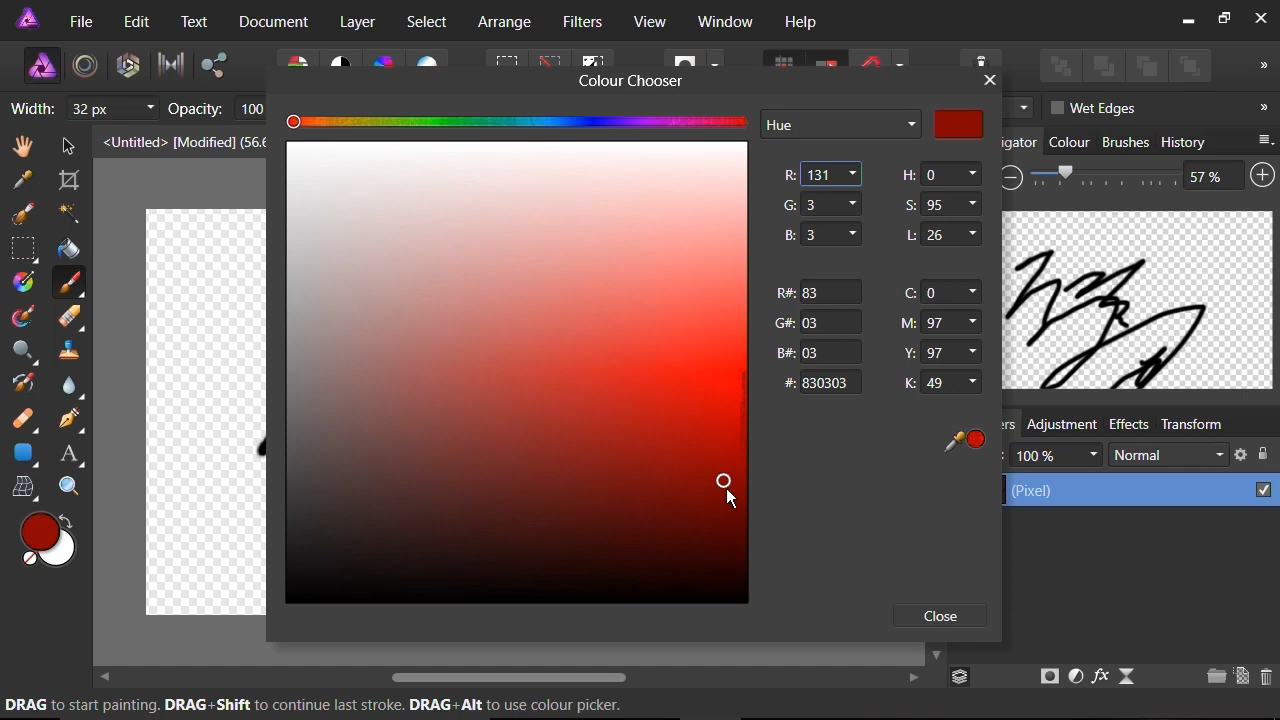 File Edit Text Document Layer Select Arrange Filters View Window Help
Colour Chooser
Width: 32 px Opacity: 100 Hue Wet Edges
<Untitled> [Modified] (56.6 igator Colour Brushes History
R: 131 H: 0 57 %
G: 3 S: 95
B: 3 L: 26
R#: 83 C: 0
G#: 03 M: 97
B#: 03 Y: 97
#: 830303 K: 49
ers Adjustment Effects Transform
: 100 % Normal
(Pixel)
Close
DRAG to start painting. DRAG+Shift to continue last stroke. DRAG+Alt to use colour picker.